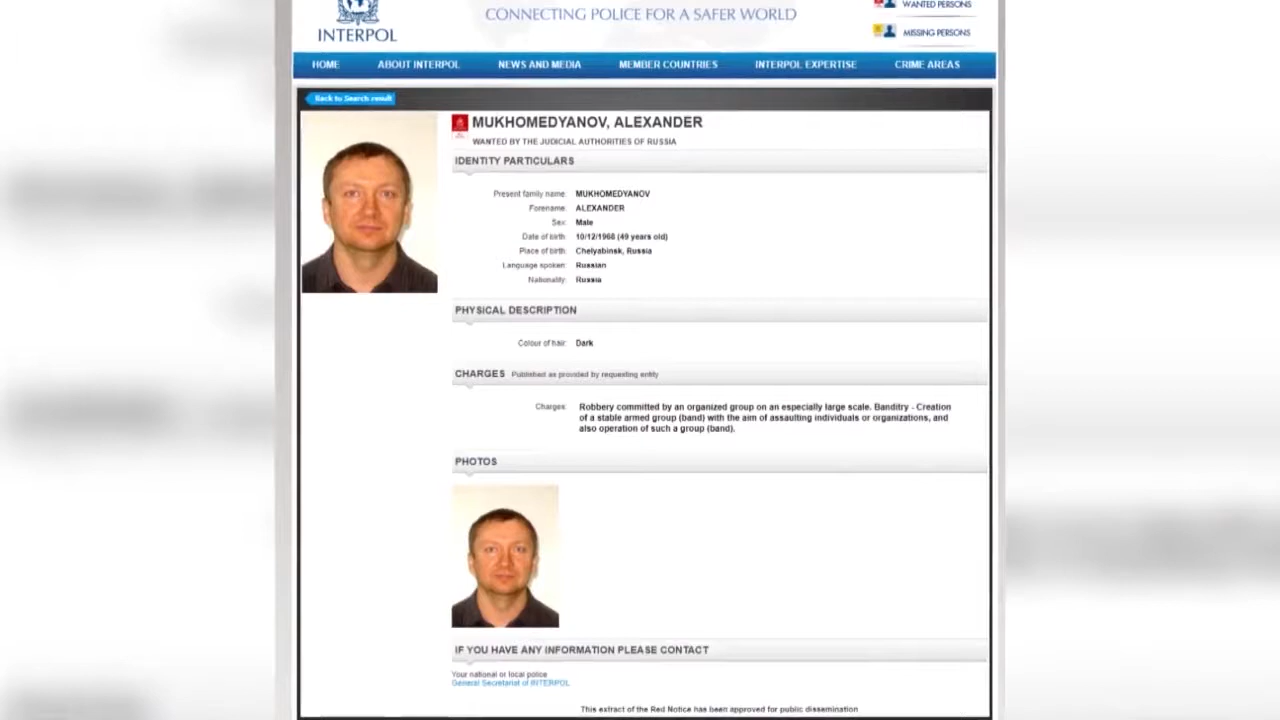 CONNECTING POLICE FOR A SAFER WORLD
WANTED PERSONS
INTERPOL
MISSING PERSONS
HOME ABOUT INTERPOL NEWS AND MEDIA MEMBER COUNTRIES INTERPOL EXPERTISE CRIME AREAS
Back to Search result
MUKHOMEDYANOV, ALEXANDER
WANTED BY THE JUDICIAL AUTHORITIES OF RUSSIA
IDENTITY PARTICULARS
Present family name: MUKHOMEDYANOV
Forename: ALEXANDER
Sex: Male
Date of birth: 10/12/1968 (49 years old)
Place of birth: Chelyabinsk, Russia
Language spoken: Russian
Nationality: Russia
PHYSICAL DESCRIPTION
Colour of hair: Dark
CHARGES Published as provided by requesting entity
Charges: Robbery committed by an organized group on an especially large scale. Banditry - Creation
of a stable armed group (band) with the aim of assaulting individuals or organizations, and
also operation of such a group (band).
PHOTOS
IF YOU HAVE ANY INFORMATION PLEASE CONTACT
Your national or local police
General Secretariat of INTERPOL
This extract of the Red Notice has been approved for public dissemination